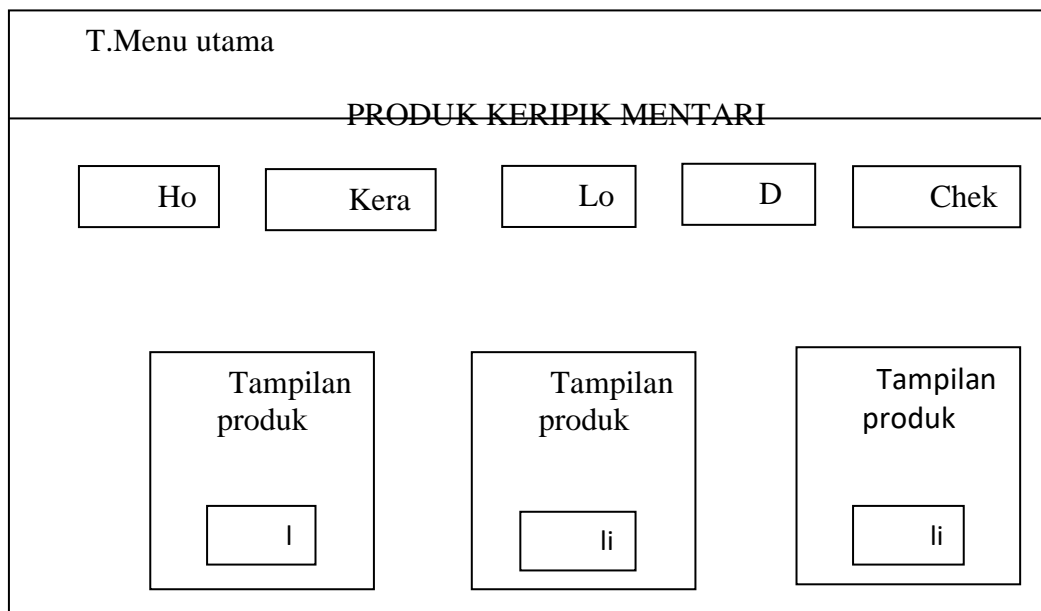 T.Menu utama
PRODUK KERIPIK MENTARI
Ho
Kera
Lo
D
Chek
Tampilan
produk
Tampilan
produk
Tampilan
produk
l
li
li